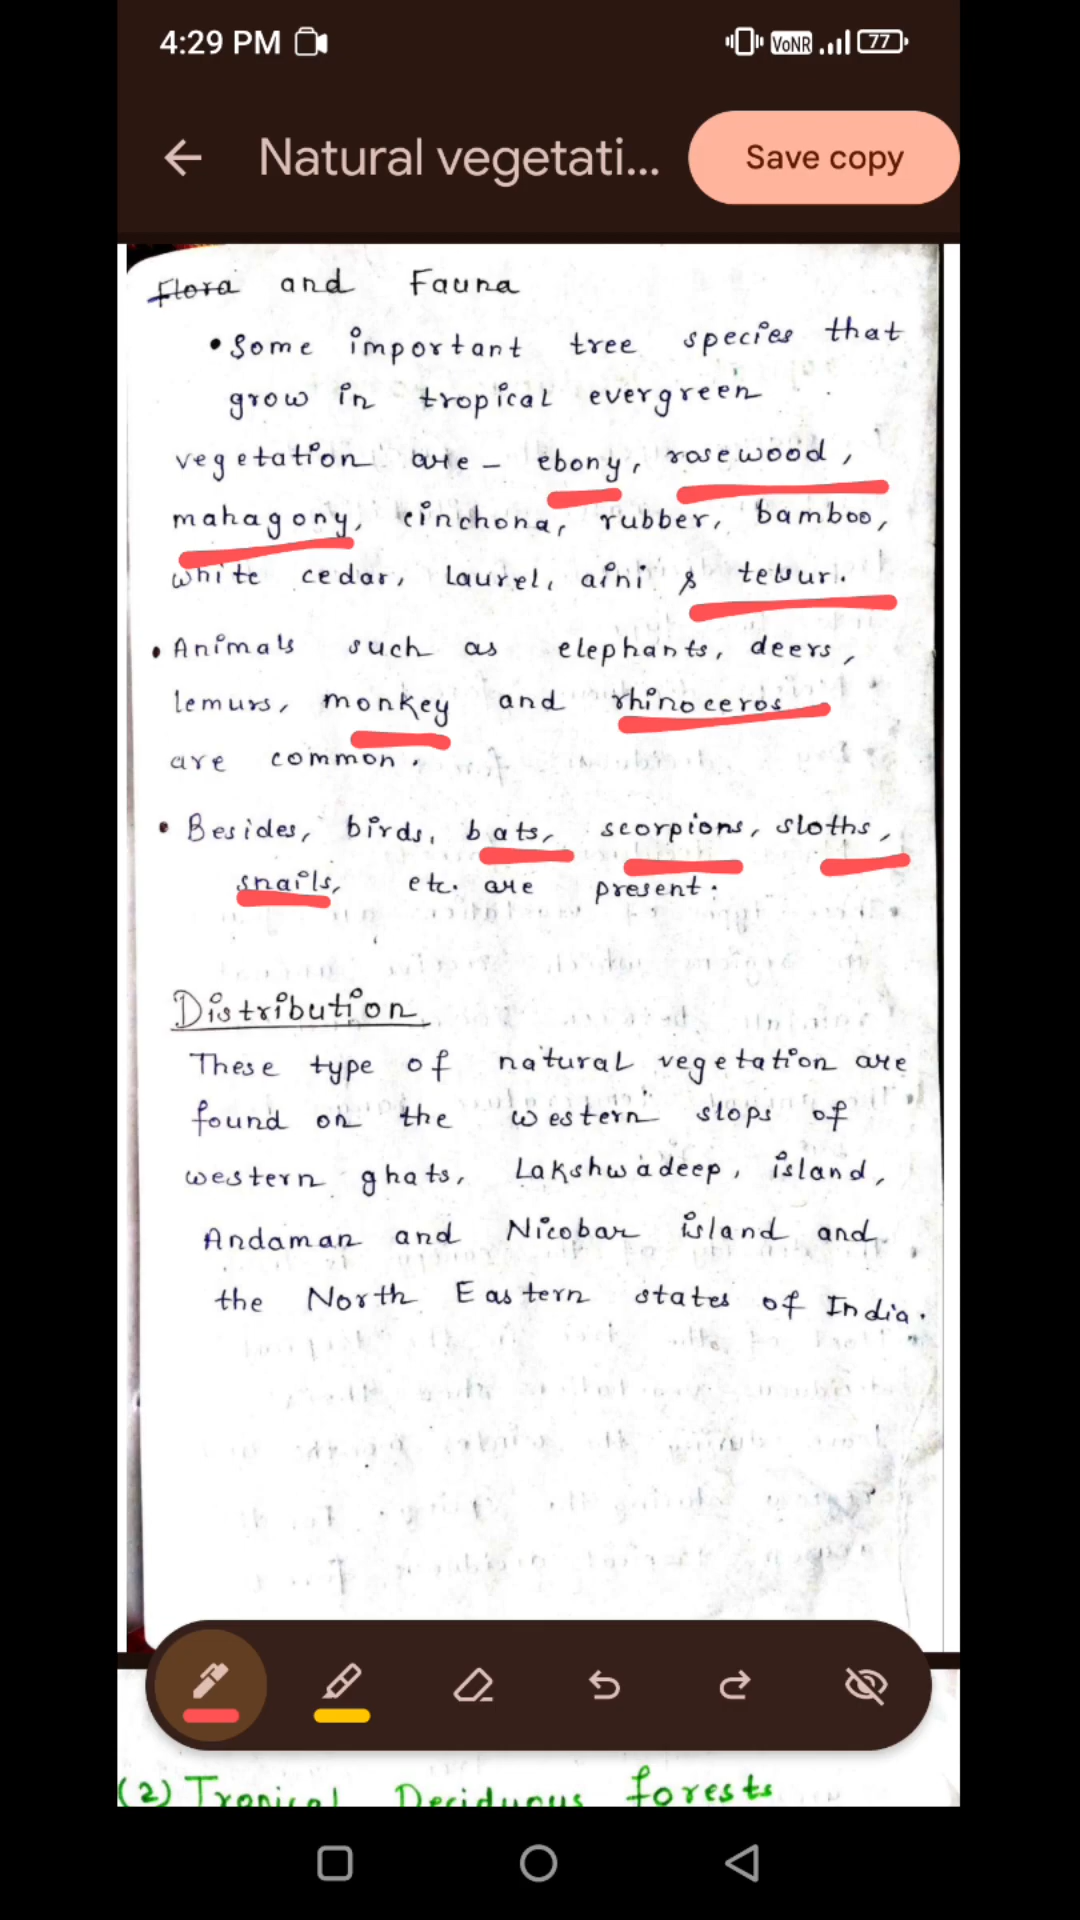 4:29 PM
VoNR
77
Natural vegetati...
Save copy
Flora and Fauna
• Some important tree species that
grow in tropical evergreen
vegetation are - ebony, rosewood,
mahagony, cinchona, rubber, bamboo,
white cedar, Laurel, aini & telsur.
• Animals such as elephants, deers,
lemurs, monkey and rhinoceros
are common.
• Besides, birds, bats, scorpions, sloths,
snails, etc. are present.
Distribution
These type of natural vegetation are
found on the western slops of
western ghats, Lakshwadeep, island,
Andaman and Nicobar island and
the North Eastern states of India.
(2) Tropical Deciduous forests